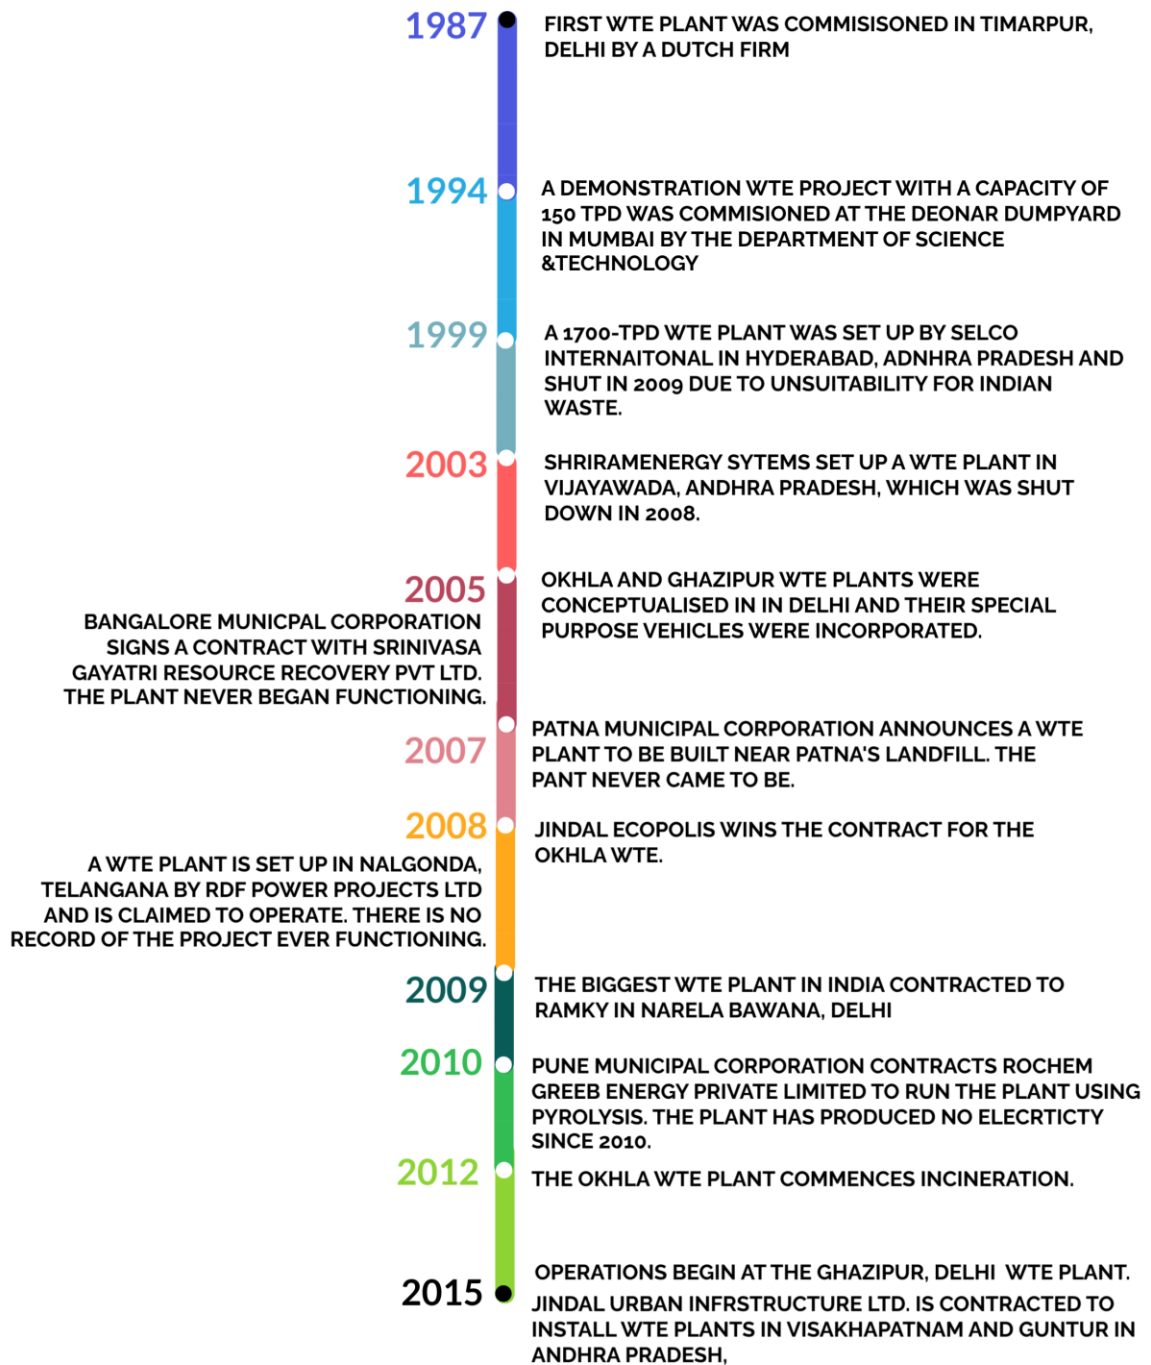 1987
FIRST WTE PLANT WAS COMMISISONED IN TIMARPUR,
DELHI BY A DUTCH FIRM
1994
A DEMONSTRATION WTE PROJECT WITH A CAPACITY OF
150 TPD WAS COMMISIONED AT THE DEONAR DUMPYARD
IN MUMBAI BY THE DEPARTMENT OF SCIENCE
&TECHNOLOGY
1999
A 1700-TPD WTE PLANT WAS SET UP BY SELCO
INTERNAITONAL IN HYDERABAD, ADNHRA PRADESH AND
SHUT IN 2009 DUE TO UNSUITABILITY FOR INDIAN
WASTE.
2003
SHRIRAMENERGY SYTEMS SET UP A WTE PLANT IN
VIJAYAWADA, ANDHRA PRADESH, WHICH WAS SHUT
DOWN IN 2008.
2005
BANGALORE MUNICPAL CORPORATION
SIGNS A CONTRACT WITH SRINIVASA
GAYATRI RESOURCE RECOVERY PVT LTD.
THE PLANT NEVER BEGAN FUNCTIONING.
OKHLA AND GHAZIPUR WTE PLANTS WERE
CONCEPTUALISED IN IN DELHI AND THEIR SPECIAL
PURPOSE VEHICLES WERE INCORPORATED.
2007
PATNA MUNICIPAL CORPORATION ANNOUNCES A WTE
PLANT TO BE BUILT NEAR PATNA'S LANDFILL. THE
PANT NEVER CAME TO BE.
2008
A WTE PLANT IS SET UP IN NALGONDA,
TELANGANA BY RDF POWER PROJECTS LTD
AND IS CLAIMED TO OPERATE. THERE IS NO
RECORD OF THE PROJECT EVER FUNCTIONING.
JINDAL ECOPOLIS WINS THE CONTRACT FOR THE
OKHLA WTE.
2009
THE BIGGEST WTE PLANT IN INDIA CONTRACTED TO
RAMKY IN NARELA BAWANA, DELHI
2010
PUNE MUNICIPAL CORPORATION CONTRACTS ROCHEM
GREEB ENERGY PRIVATE LIMITED TO RUN THE PLANT USING
PYROLYSIS. THE PLANT HAS PRODUCED NO ELECRTICTY
SINCE 2010.
2012
THE OKHLA WTE PLANT COMMENCES INCINERATION.
2015
OPERATIONS BEGIN AT THE GHAZIPUR, DELHI WTE PLANT.
JINDAL URBAN INFRSTRUCTURE LTD. IS CONTRACTED TO
INSTALL WTE PLANTS IN VISAKHAPATNAM AND GUNTUR IN
ANDHRA PRADESH,